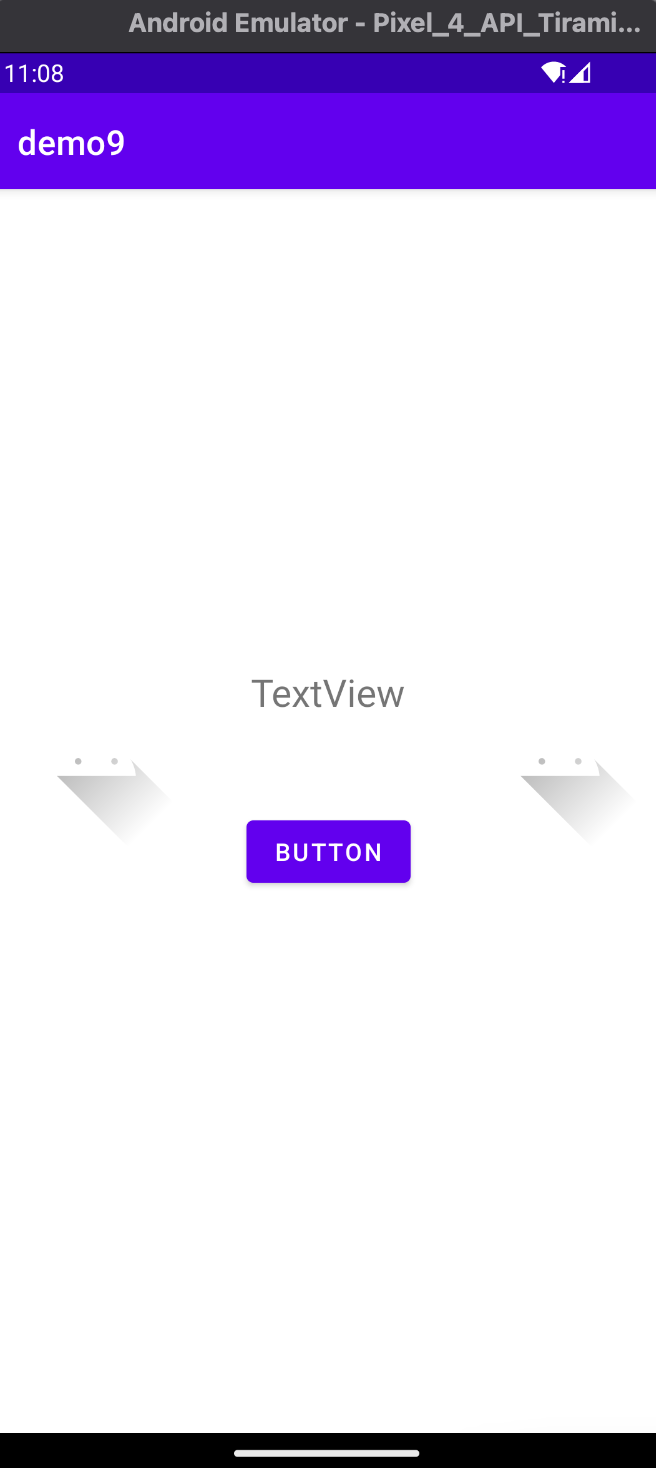 Android Emulator - Pixel_4_API_Tirami...
11:08
demo9
TextView
BUTTON